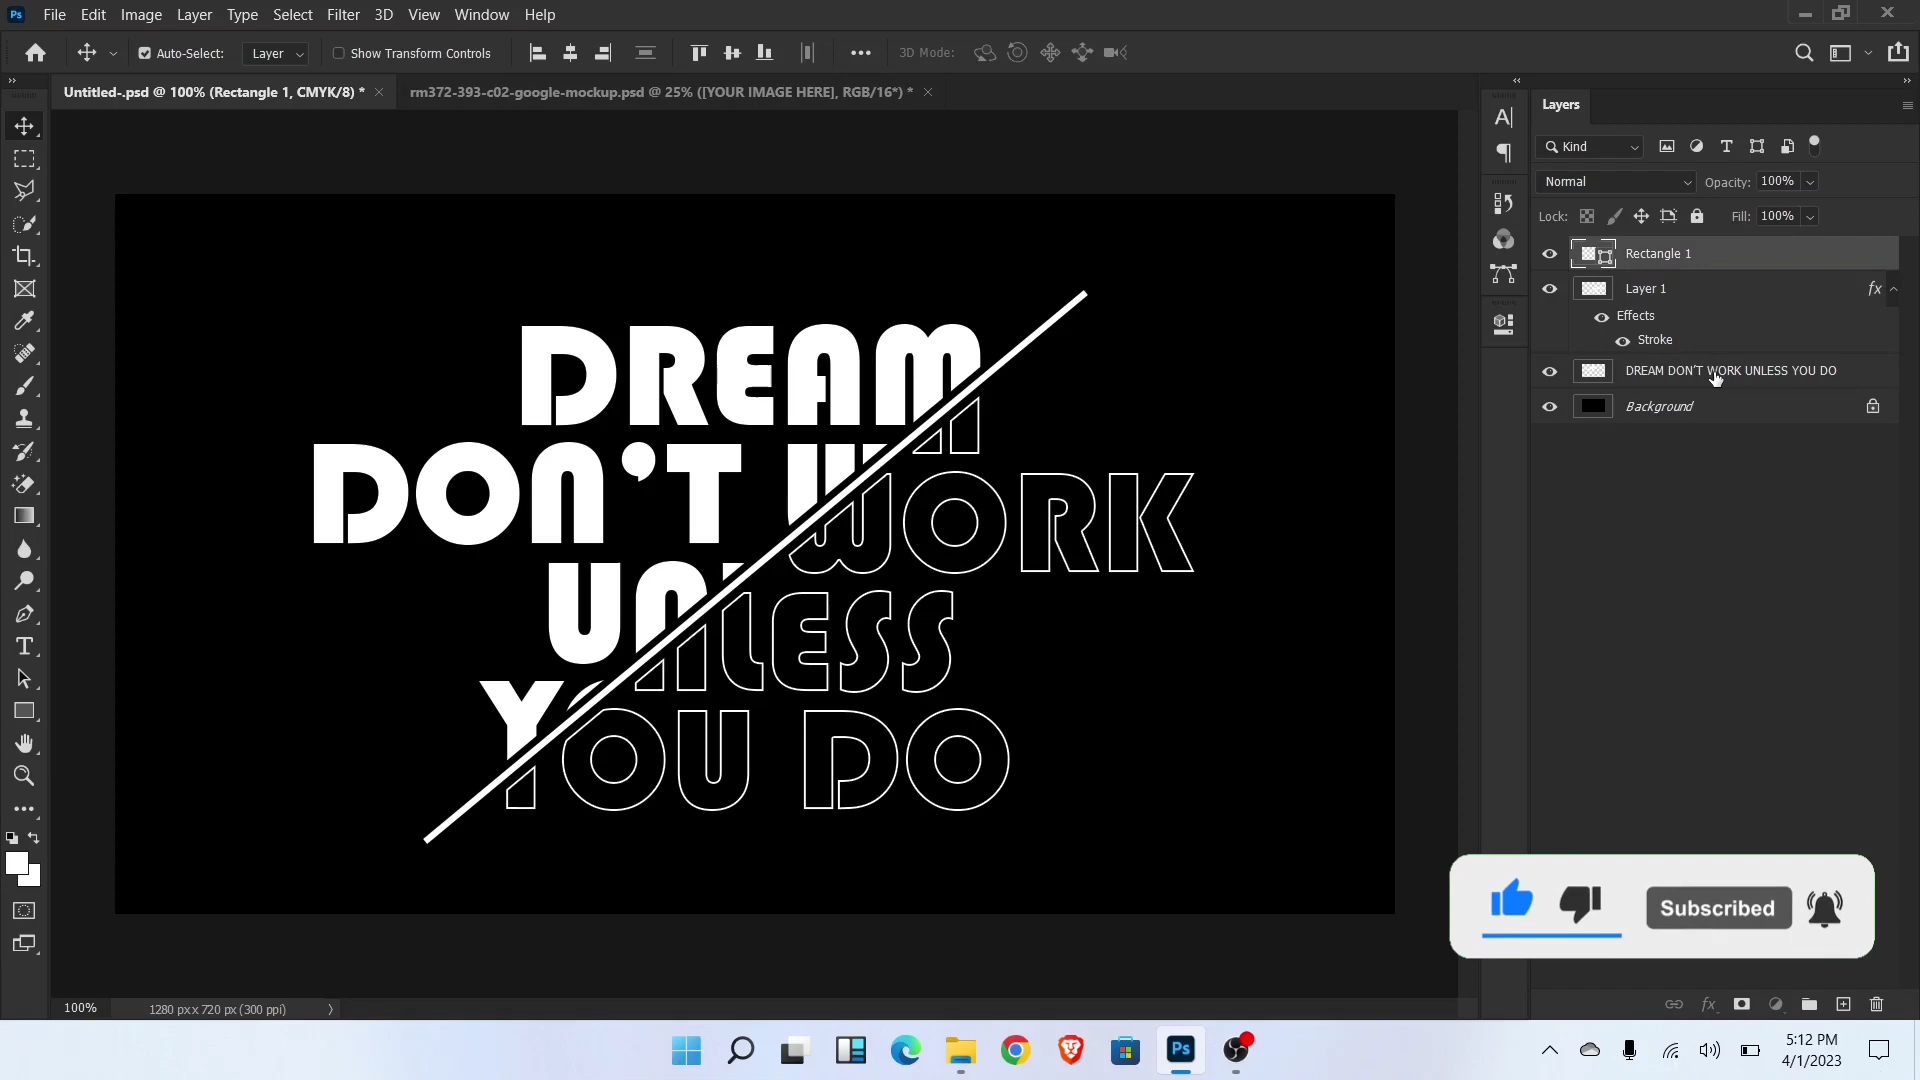 Ps File Edit Image Layer Type Select Filter 3D View Window Help
Auto-Select: Layer Show Transform Controls 3D Mode:
Untitled-.psd @ 100% (Rectangle 1, CMYK/8) * rm372-393-c02-google-mockup.psd @ 25% ([YOUR IMAGE HERE], RGB/16*) *
Layers
Kind
Normal Opacity: 100%
Lock: Fill: 100%
Rectangle 1
Layer 1 fx
Effects
Stroke
DREAM DON'T WORK UNLESS YOU DO
Background
DREAM
DON'T WORK
UNLESS
YOU DO
Subscribed
100% 1280 px x 720 px (300 ppi)
fx
Ps
5:12 PM
4/1/2023